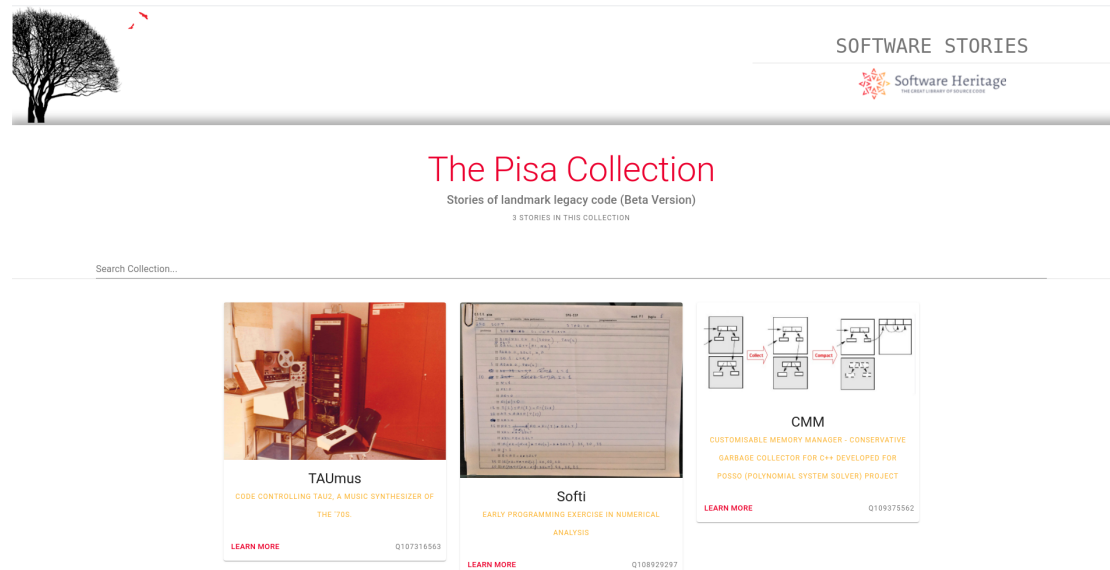 SOFTWARE STORIES
Software Heritage
THE GREAT LIBRARY OF SOURCE CODE
The Pisa Collection
Stories of landmark legacy code (Beta Version)
3 STORIES IN THIS COLLECTION
Search Collection...
TAUmus
CODE CONTROLLING TAU2, A MUSIC SYNTHESIZER OF
THE '70S.
LEARN MORE
Q107316563
Softi
EARLY PROGRAMMING EXERCISE IN NUMERICAL
ANALYSIS
LEARN MORE
Q108929297
Collect
Compact
CMM
CUSTOMISABLE MEMORY MANAGER - CONSERVATIVE
GARBAGE COLLECTOR FOR C++ DEVELOPED FOR
POSSO (POLYNOMIAL SYSTEM SOLVER) PROJECT
LEARN MORE
Q109375562